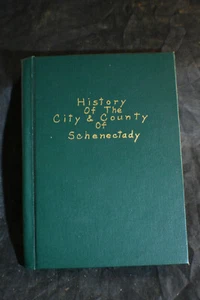 History
Of The
City & County
Of
Schenectady